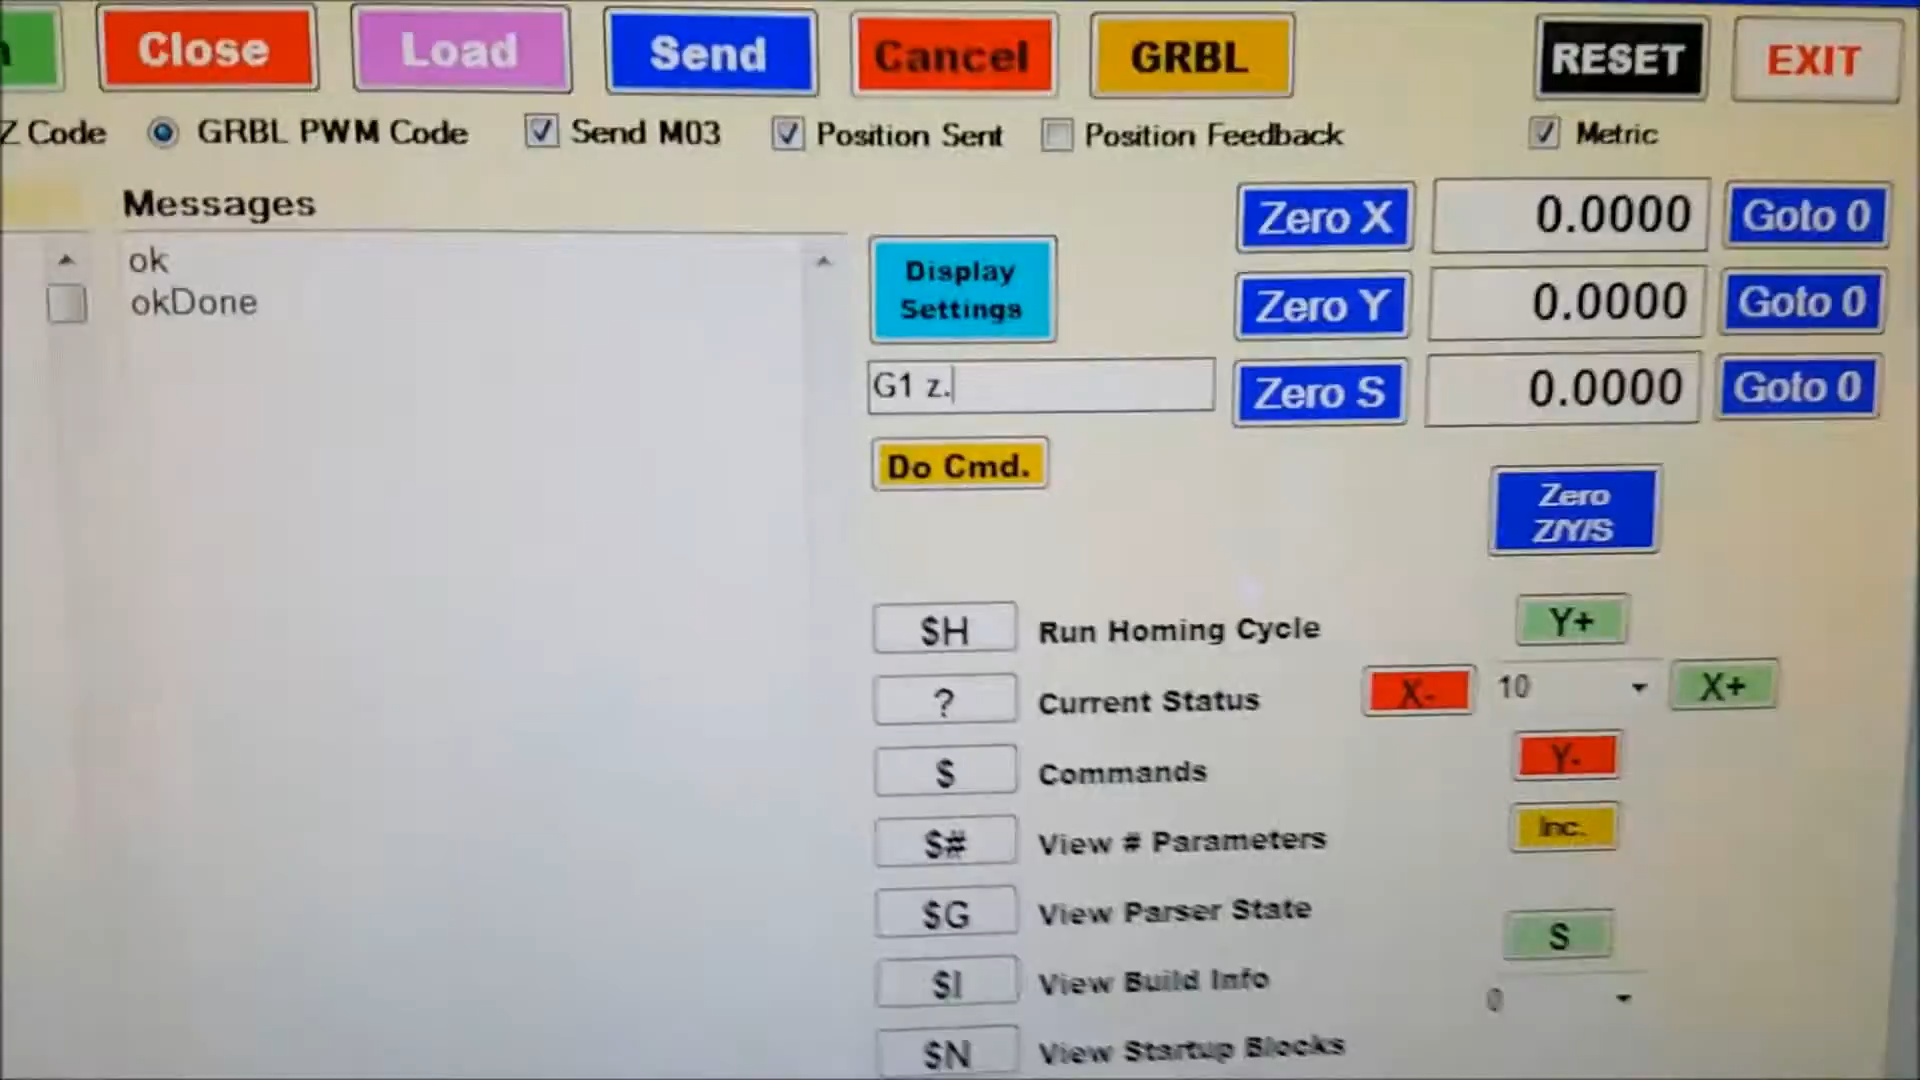 Close Load Send Cancel GRBL RESET EXIT
Z Code GRBL PWM Code Send M03 Position Sent Position Feedback Metric
Messages
ok
okDone
Display
Settings
G1 z.
Do Cmd.
Zero X 0.0000 Goto 0
Zero Y 0.0000 Goto 0
Zero S 0.0000 Goto 0
Zero
Z/Y/S
$H Run Homing Cycle
? Current Status
$ Commands
$# View # Parameters
$G View Parser State
$I View Build Info
$N View Startup Blocks
Y+
X- 10 X+
Y-
Inc.
S
0